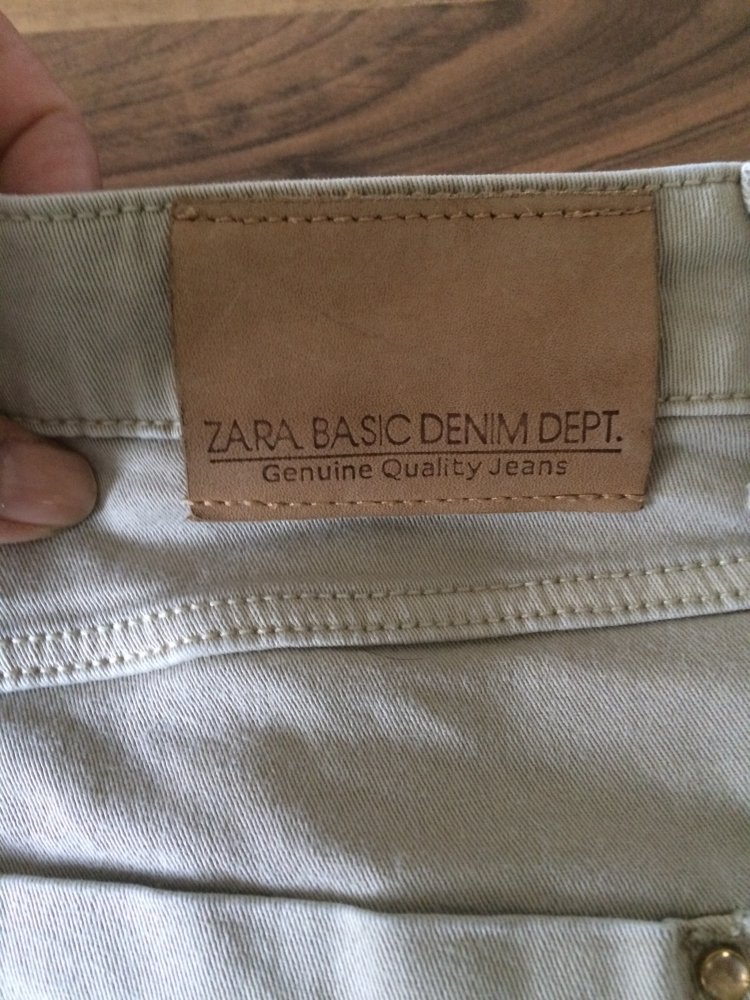 ZARA BASIC DENIM DEPT.
Genuine Quality Jeans